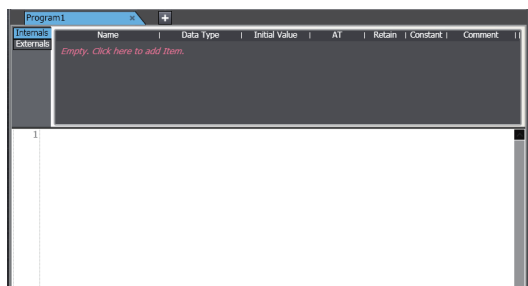 Program1 × +
Internals Name | Data Type | Initial Value | AT | Retain | Constant | Comment
Externals
Empty. Click here to add Item.
1